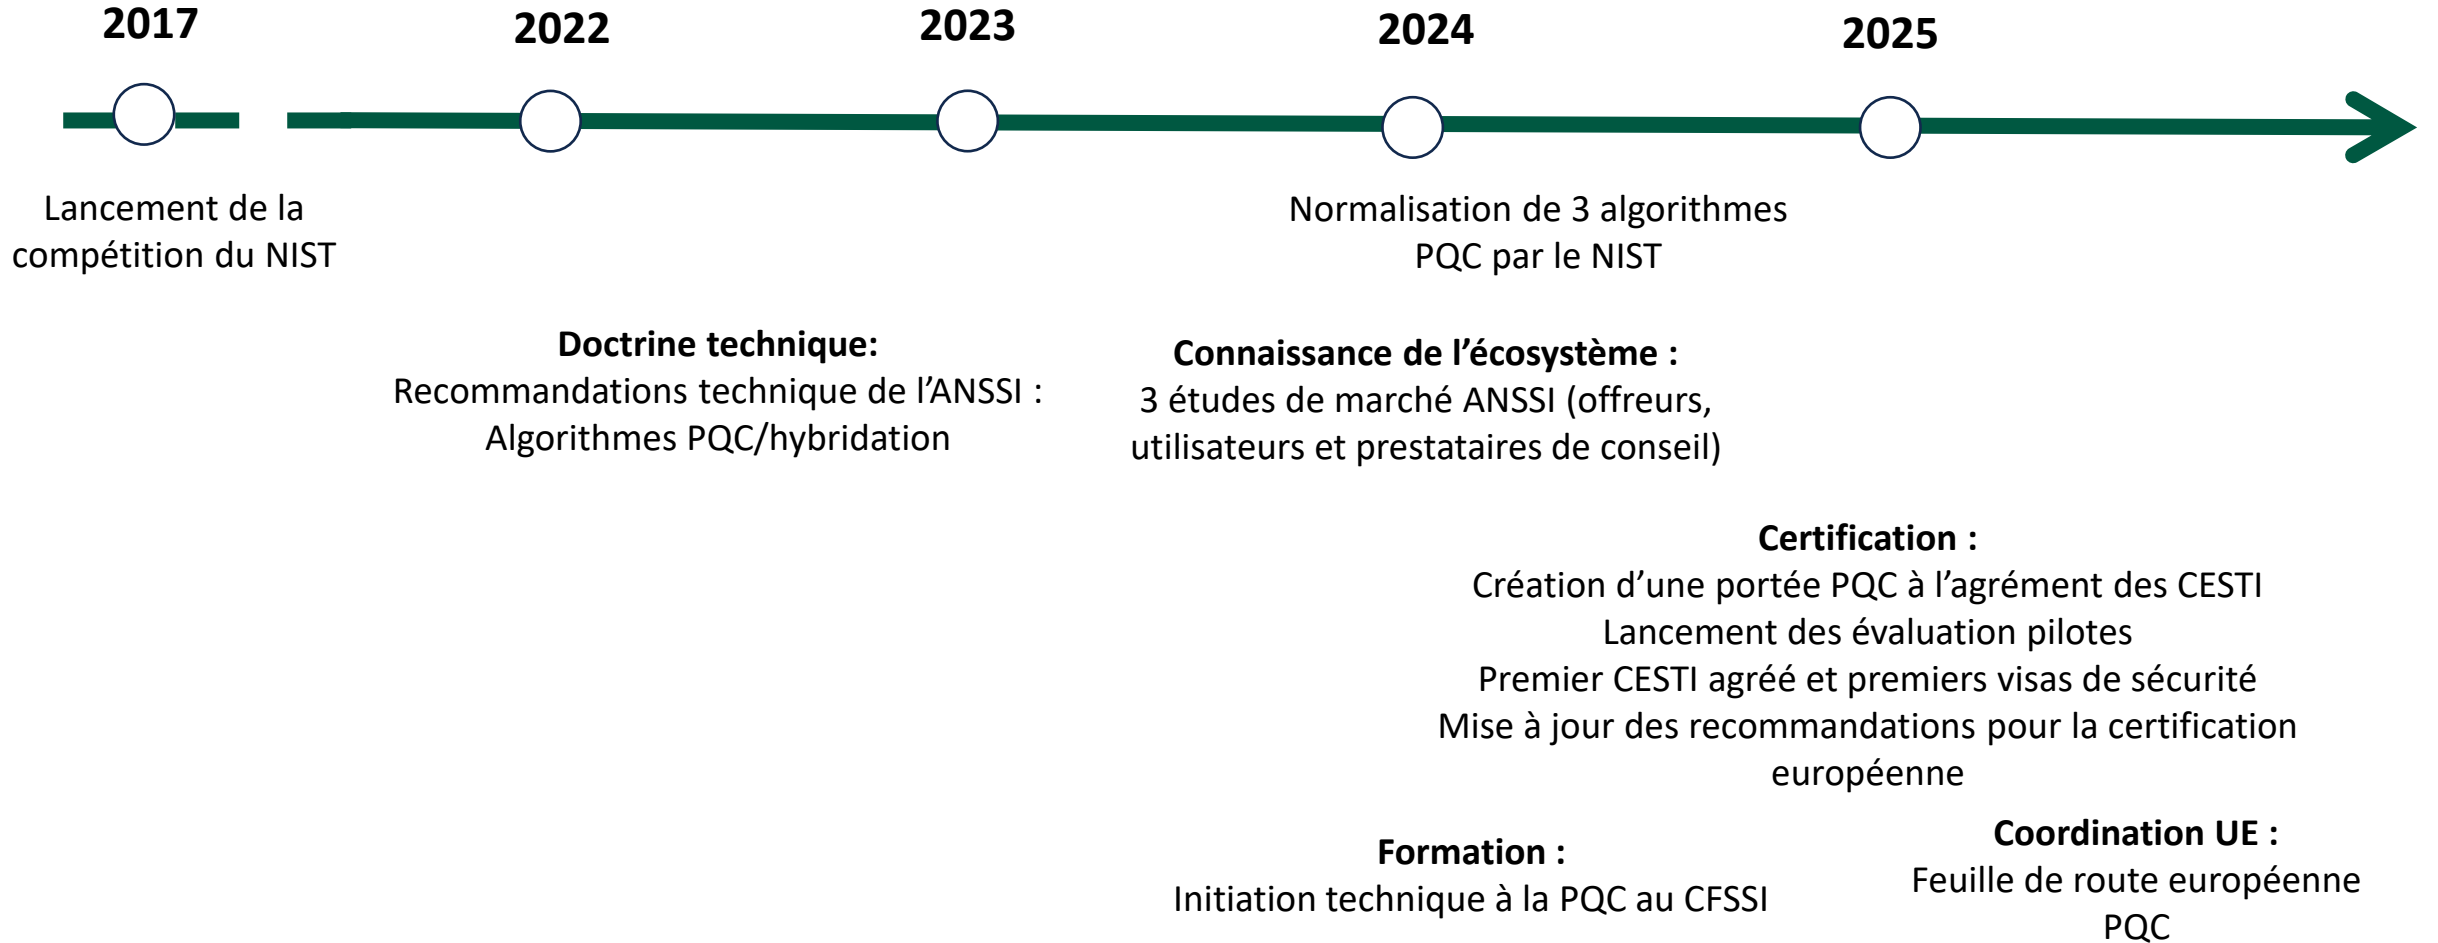 2017
2022
2023
2024
2025
Lancement de la
compétition du NIST
Normalisation de 3 algorithmes
PQC par le NIST
Doctrine technique:
Recommandations technique de l’ANSSI :
Algorithmes PQC/hybridation
Connaissance de l’écosystème :
3 études de marché ANSSI (offreurs,
utilisateurs et prestataires de conseil)
Certification :
Création d’une portée PQC à l’agrément des CESTI
Lancement des évaluation pilotes
Premier CESTI agréé et premiers visas de sécurité
Mise à jour des recommandations pour la certification
européenne
Formation :
Initiation technique à la PQC au CFSSI
Coordination UE :
Feuille de route européenne
PQC